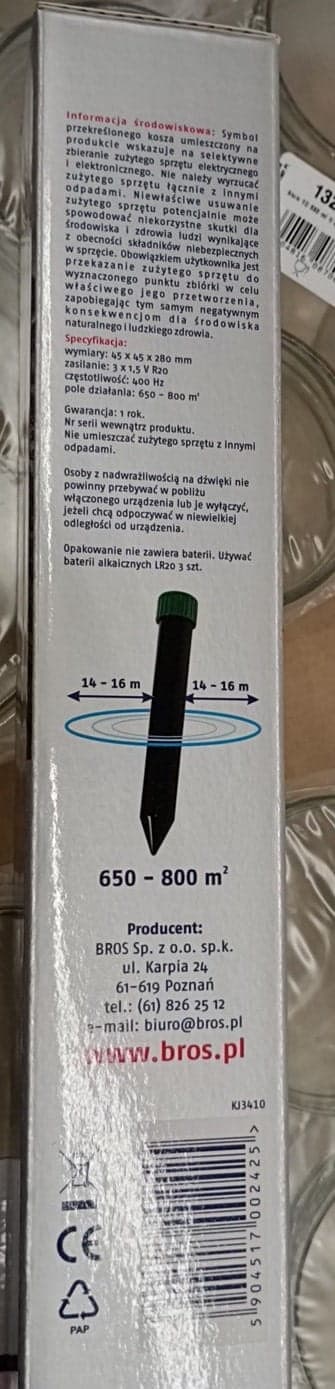 Informacja środowiskowa: Symbol
przekreślonego kosza umieszczony na
produkcie wskazuje na selektywne
zbieranie zużytego sprzętu elektrycznego
i elektronicznego. Nie należy wyrzucać
zużytego sprzętu łącznie z innymi
odpadami. Niewłaściwe usuwanie
zużytego sprzętu potencjalnie może
spowodować niekorzystne skutki dla
środowiska i zdrowia ludzi wynikające
z obecności składników niebezpiecznych
w sprzęcie. Obowiązkiem użytkownika jest
przekazanie zużytego sprzętu do
wyznaczonego punktu zbiórki w celu
właściwego jego przetworzenia,
zapobiegając tym samym negatywnym
konsekwencjom dla środowiska
naturalnego i ludzkiego zdrowia.
Specyfikacja:
wymiary: 45 x 45 x 280 mm
zasilanie: 3 x 1,5 V R20
częstotliwość: 400 Hz
pole działania: 650 – 800 m²
Gwarancja: 1 rok.
Nr serii wewnątrz produktu.
Nie umieszczać zużytego sprzętu z innymi
odpadami.
Osoby z nadwrażliwością na dźwięki nie
powinny przebywać w pobliżu
włączonego urządzenia lub je wyłączyć,
jeżeli chcą odpoczywać w niewielkiej
odległości od urządzenia.
Opakowanie nie zawiera baterii. Używać
baterii alkaicznych LR20 3 szt.
14 – 16 m 14 – 16 m
650 – 800 m²
Producent:
BROS Sp. z o.o. sp.k.
ul. Karpia 24
61-619 Poznań
tel.: (61) 826 25 12
e-mail: biuro@bros.pl
www.bros.pl
KJ3410
5 904517 002425 >
CE
PAP